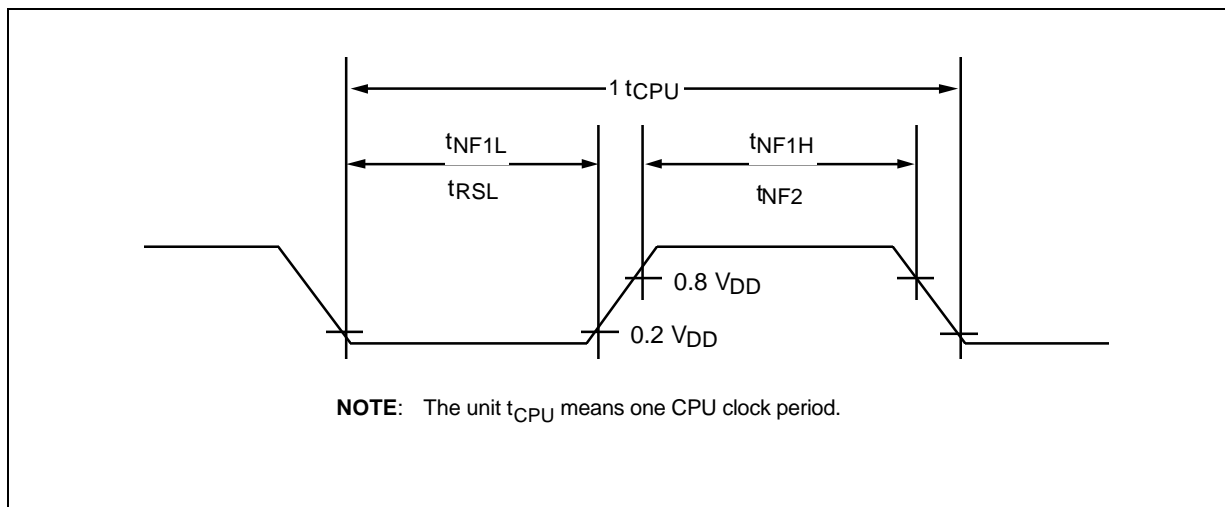 1 tCPU
tNF1L
tRSL
tNF1H
tNF2
0.8 VDD
0.2 VDD
NOTE: The unit tCPU means one CPU clock period.